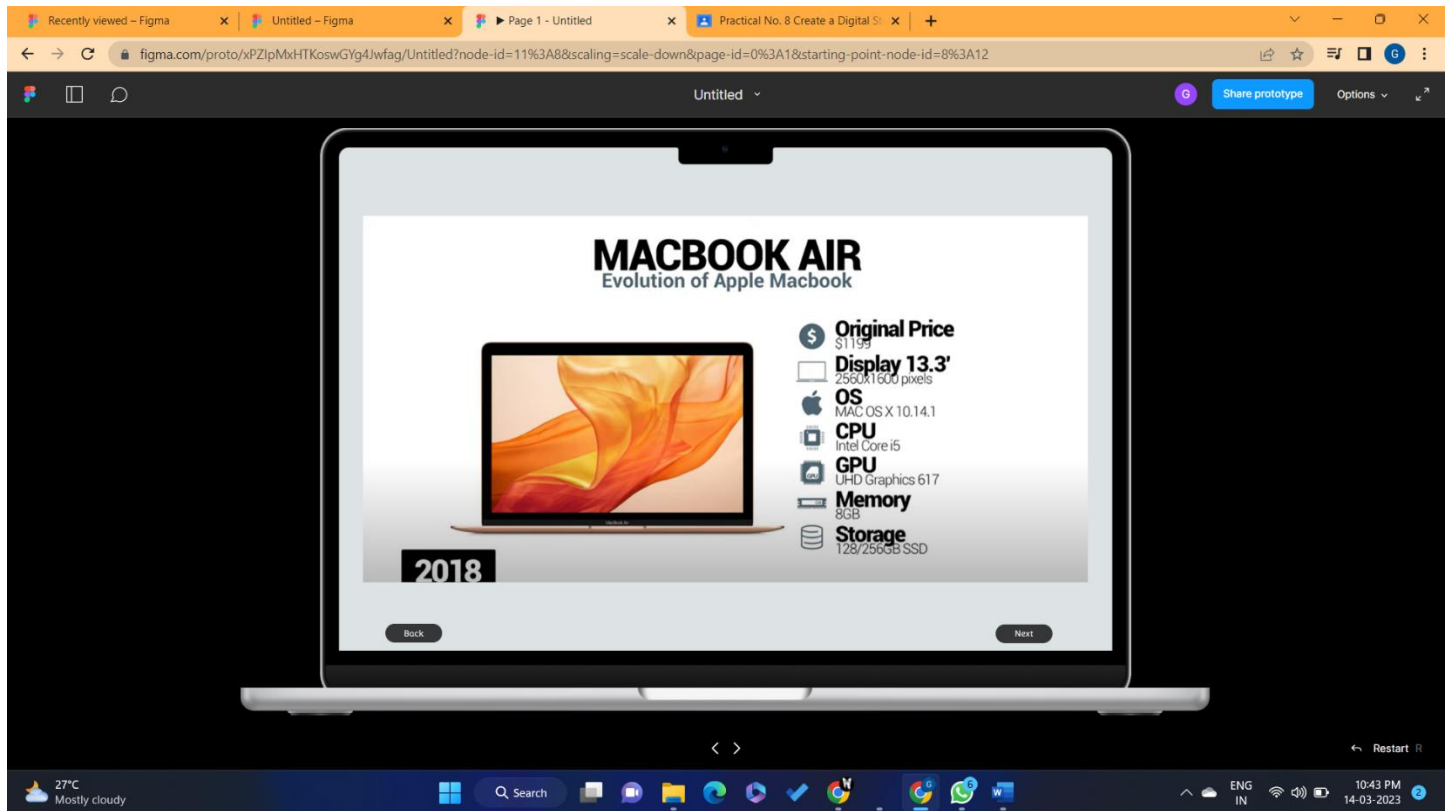 Recently viewed – Figma
Untitled – Figma
Page 1 - Untitled
Practical No. 8 Create a Digital St
figma.com/proto/xPZIpMxHTKoswGYg4Jwfag/Untitled?node-id=11%3A8&scaling=scale-down&page-id=0%3A1&starting-point-node-id=8%3A12
G
Untitled
G
Share prototype
Options
MACBOOK AIR
Evolution of Apple Macbook
Original Price
$1199
Display 13.3'
2560x1600 pixels
OS
MAC OS X 10.14.1
CPU
Intel Core i5
GPU
UHD Graphics 617
Memory
8GB
Storage
128/256GB SSD
2018
Back
Next
Restart R
27°C
Mostly cloudy
Search
6
ENG
IN
10:43 PM
14-03-2023
2